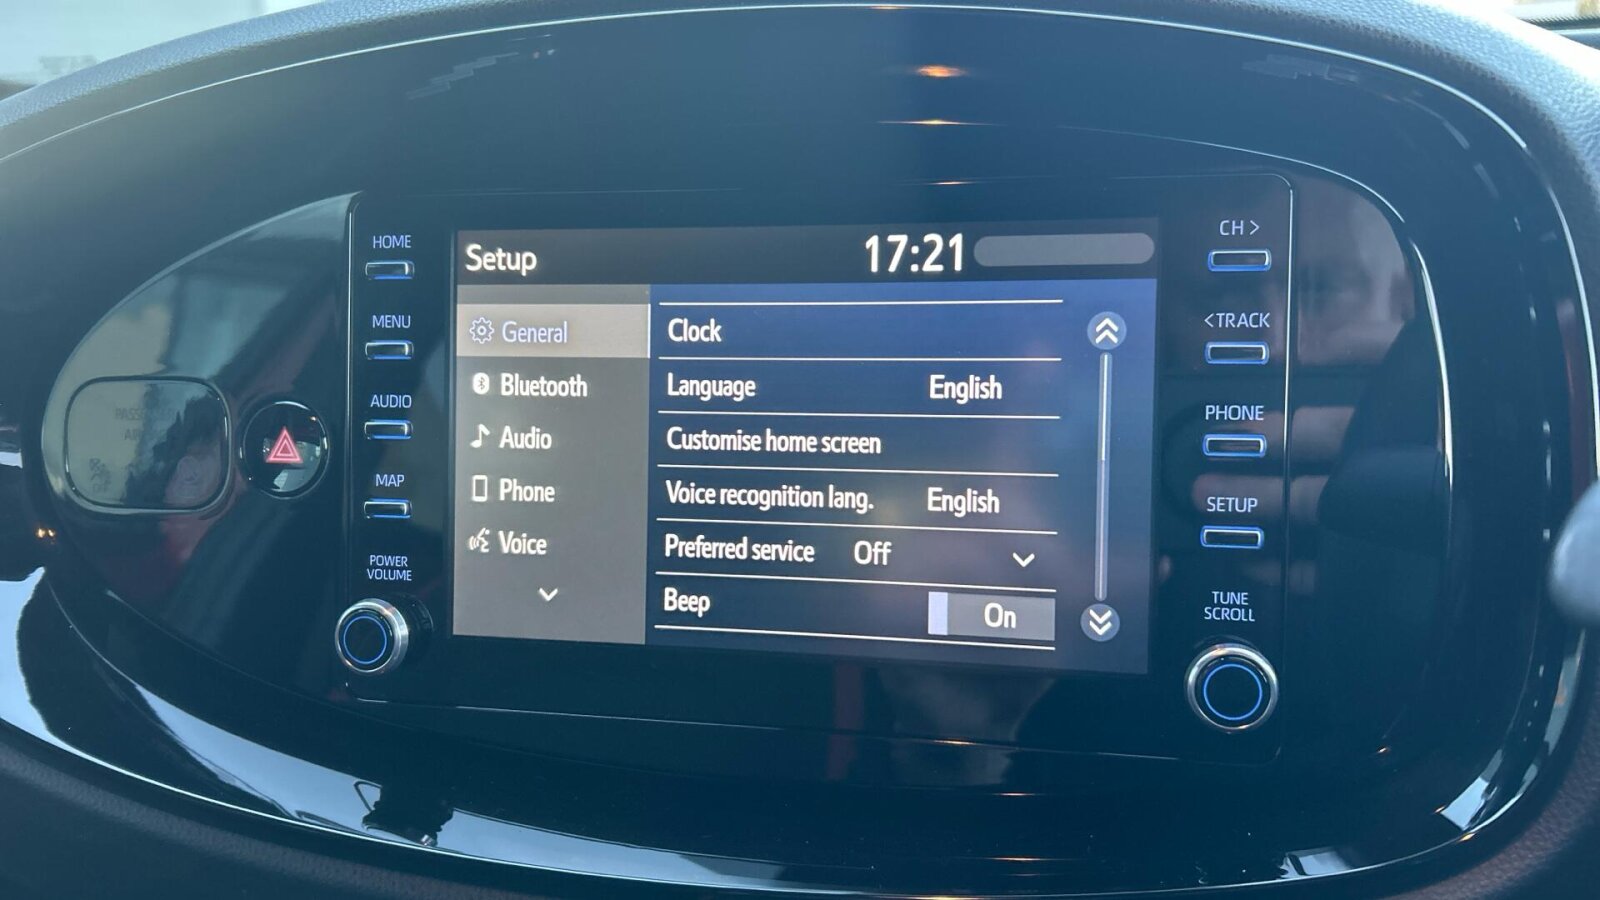 HOME
MENU
AUDIO
MAP
POWER
VOLUME
Setup 17:21
General
Bluetooth
Audio
Phone
Voice
Clock
Language English
Customise home screen
Voice recognition lang. English
Preferred service Off
Beep On
CH >
<TRACK
PHONE
SETUP
TUNE
SCROLL